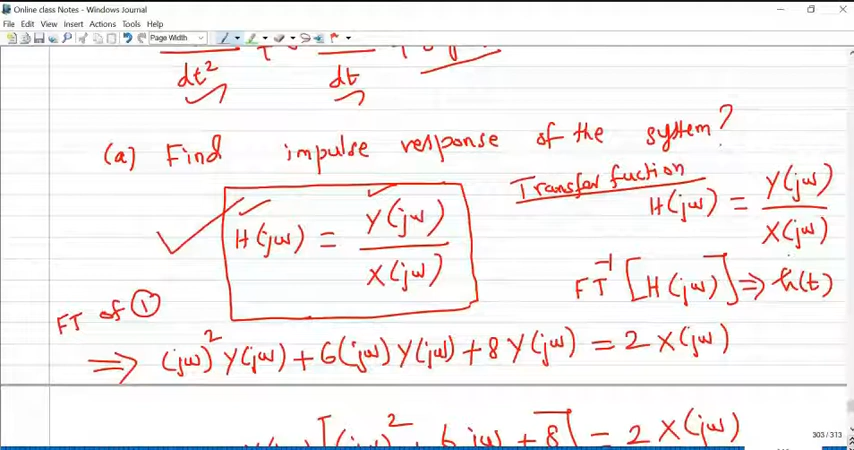 Online class Notes - Windows Journal
File Edit View Insert Actions Tools Help
Page Width
dt² dt
(a) Find impulse response of the system?
Transfer fuction
H(jω) = Y(jω) / X(jω)
H(jω) = Y(jω) / X(jω)
FT⁻¹ [H(jω)] ⇒ h(t)
FT of ①
⇒ (jω)² Y(jω) + 6(jω) Y(jω) + 8 Y(jω) = 2 X(jω)
+ 8] = 2 X(jω)
303 / 313